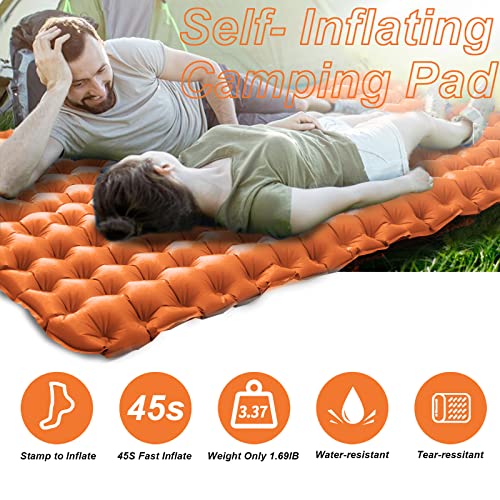 Self- Inflating
Camping Pad
45s
3.37
Stamp to Inflate
45S Fast Inflate
Weight Only 1.69IB
Water-resistant
Tear-ressitant